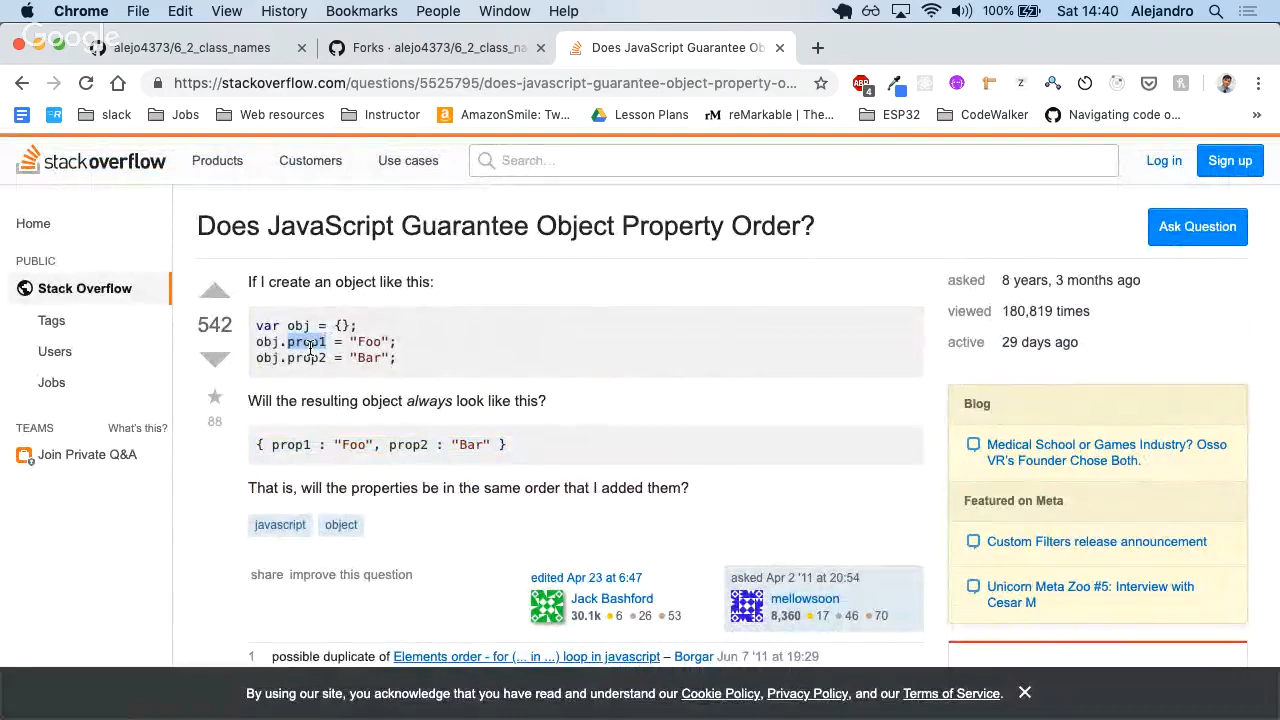 Chrome File Edit View History Bookmarks People Window Help 100% Sat 14:40 Alejandro
Google
alejo4373/6_2_class_names Forks · alejo4373/6_2_class_na Does JavaScript Guarantee Ob
https://stackoverflow.com/questions/5525795/does-javascript-guarantee-object-property-o... ABP 4 Z
slack Jobs Web resources Instructor AmazonSmile: Tw... Lesson Plans rM reMarkable | The... ESP32 CodeWalker Navigating code o... »
stackoverflow Products Customers Use cases Search... Log in Sign up
Home
PUBLIC
Stack Overflow
Tags
Users
Jobs
TEAMS What's this?
Join Private Q&A
Does JavaScript Guarantee Object Property Order?
Ask Question
542
88
If I create an object like this:
var obj = {};
obj.prop1 = "Foo";
obj.prop2 = "Bar";
Will the resulting object always look like this?
{ prop1 : "Foo", prop2 : "Bar" }
That is, will the properties be in the same order that I added them?
javascript object
share improve this question
edited Apr 23 at 6:47
Jack Bashford
30.1k 6 26 53
asked Apr 2 '11 at 20:54
mellowsoon
8,360 17 46 70
1 possible duplicate of Elements order - for (... in ...) loop in javascript – Borgar Jun 7 '11 at 19:29
asked 8 years, 3 months ago
viewed 180,819 times
active 29 days ago
Blog
Medical School or Games Industry? Osso
VR's Founder Chose Both.
Featured on Meta
Custom Filters release announcement
Unicorn Meta Zoo #5: Interview with
Cesar M
By using our site, you acknowledge that you have read and understand our Cookie Policy, Privacy Policy, and our Terms of Service.